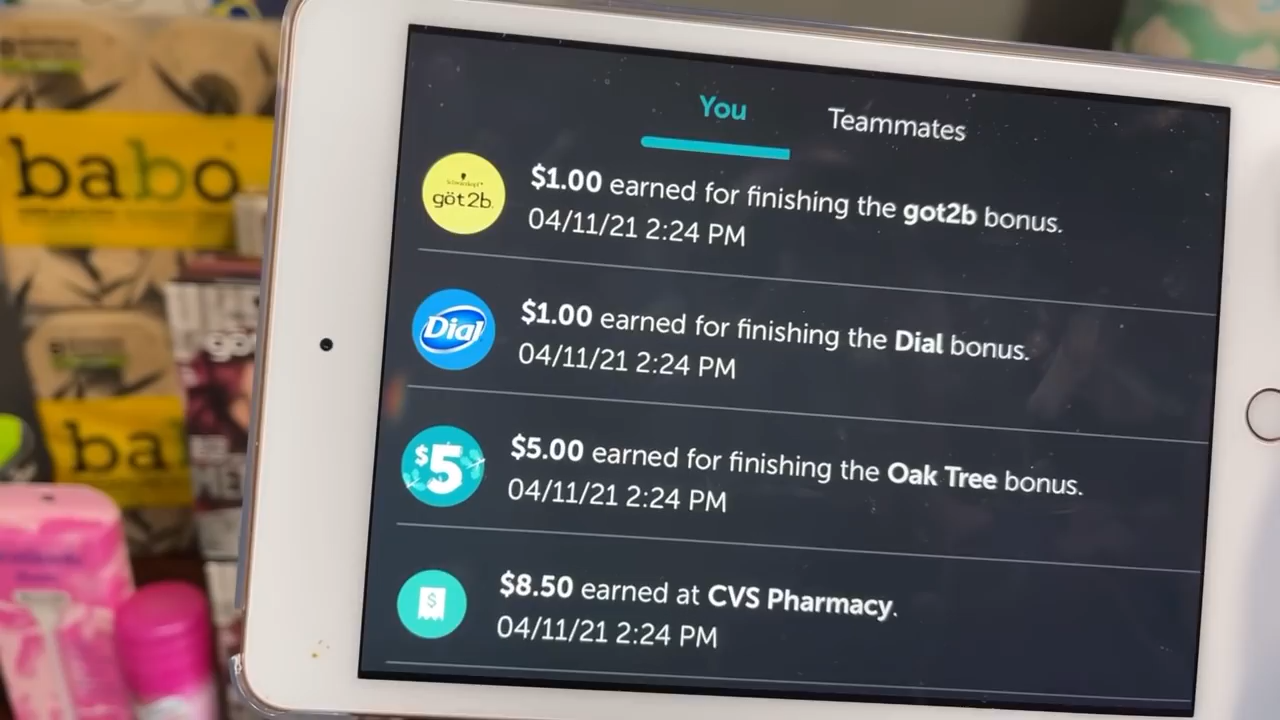 You
Teammates
göt2b
$1.00 earned for finishing the got2b bonus.
04/11/21 2:24 PM
Dial
$1.00 earned for finishing the Dial bonus.
04/11/21 2:24 PM
$5
$5.00 earned for finishing the Oak Tree bonus.
04/11/21 2:24 PM
$
$8.50 earned at CVS Pharmacy.
04/11/21 2:24 PM
babo
ba